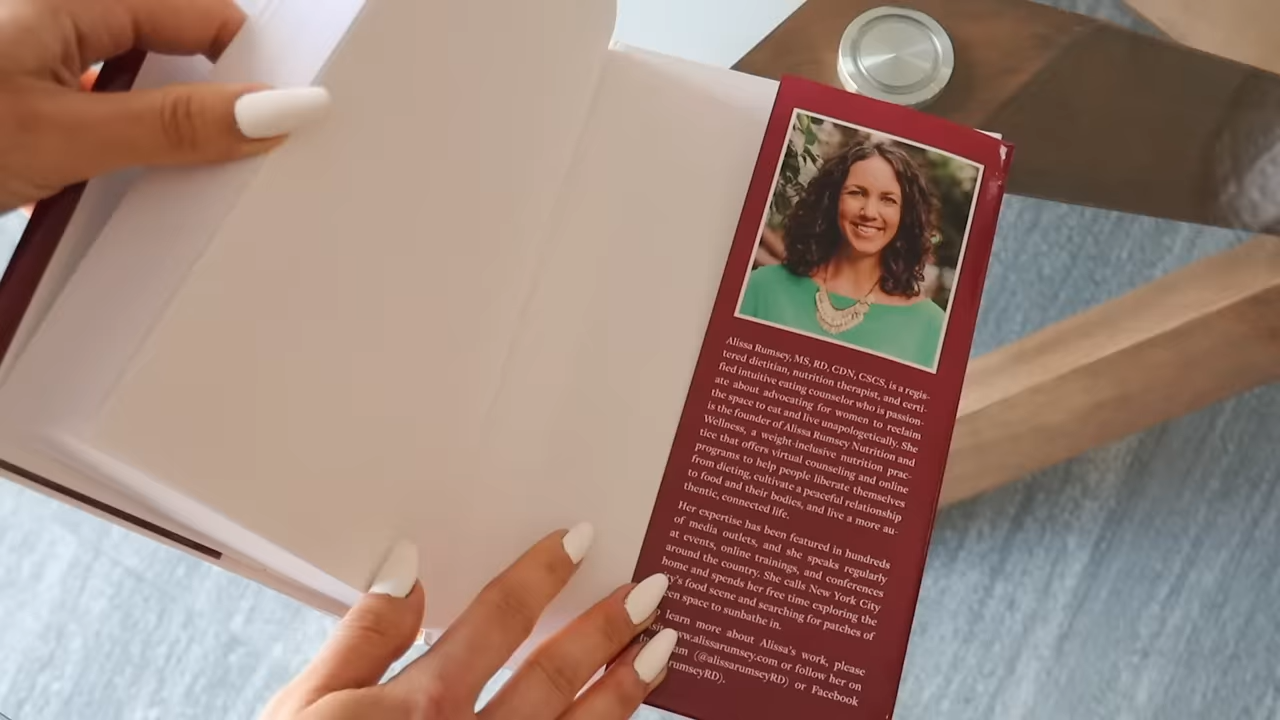 Alissa Rumsey, MS, RD, CDN, CSCS, is a regis-
tered dietitian, nutrition therapist, and certi-
fied intuitive eating counselor who is passion-
ate about advocating for women to reclaim
the space to eat and live unapologetically. She
is the founder of Alissa Rumsey Nutrition and
Wellness, a weight-inclusive nutrition prac-
tice that offers virtual counseling and online
programs to help people liberate themselves
from dieting, cultivate a peaceful relationship
to food and their bodies, and live a more au-
thentic, connected life.
Her expertise has been featured in hundreds
of media outlets, and she speaks regularly
at events, online trainings, and conferences
around the country. She calls New York City
home and spends her free time exploring the
y's food scene and searching for patches of
en space to sunbathe in.
learn more about Alissa's work, please
www.alissarumsey.com or follow her on
am (@alissarumseyRD) or Facebook
rumseyRD).